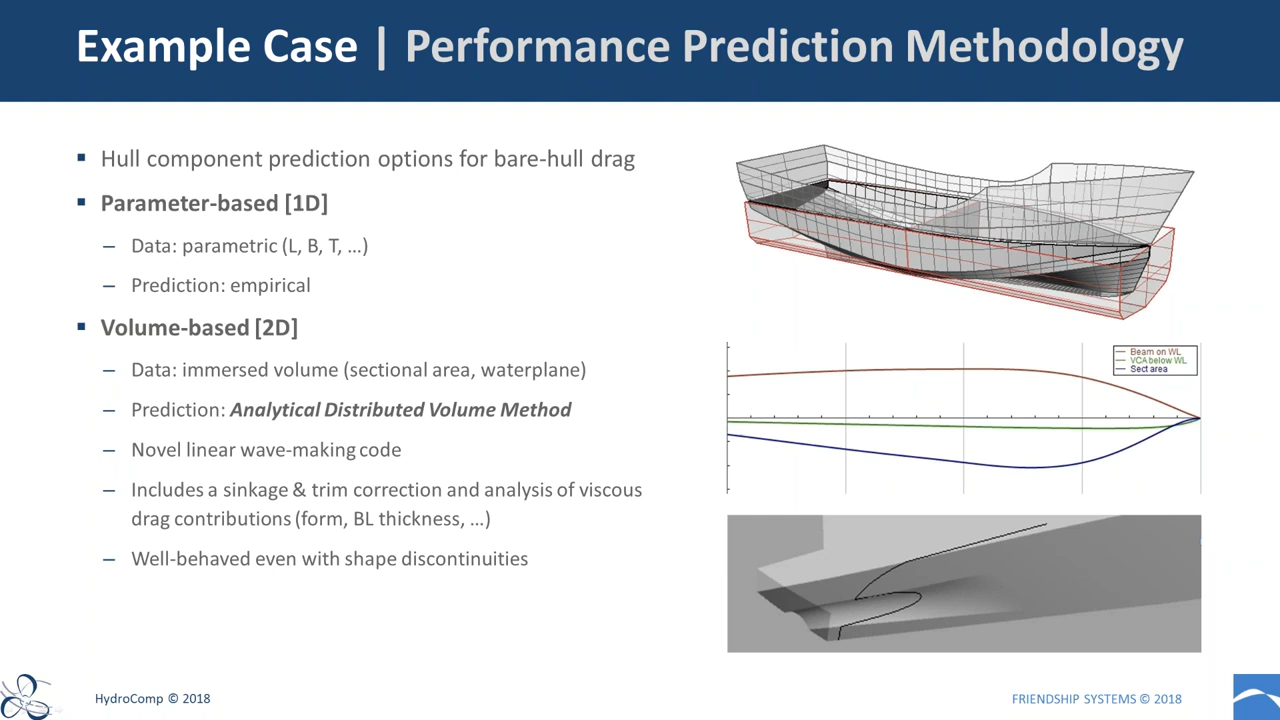 Example Case | Performance Prediction Methodology
▪ Hull component prediction options for bare-hull drag
▪ Parameter-based [1D]
– Data: parametric (L, B, T, …)
– Prediction: empirical
▪ Volume-based [2D]
– Data: immersed volume (sectional area, waterplane)
– Prediction: Analytical Distributed Volume Method
– Novel linear wave-making code
– Includes a sinkage & trim correction and analysis of viscous
drag contributions (form, BL thickness, …)
– Well-behaved even with shape discontinuities
Beam on WL
VCA below WL
Sect area
HydroComp © 2018
FRIENDSHIP SYSTEMS © 2018